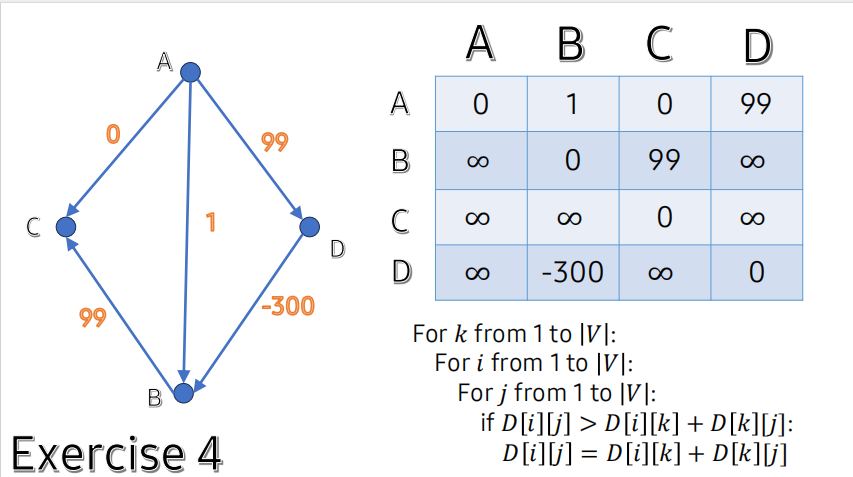 A B C D
A 0 1 0 99
B ∞ 0 99 ∞
C ∞ ∞ 0 ∞
D ∞ -300 ∞ 0
A
0
99
C
1
D
99
-300
B
For k from 1 to |V|:
For i from 1 to |V|:
For j from 1 to |V|:
if D[i][j] > D[i][k] + D[k][j]:
D[i][j] = D[i][k] + D[k][j]
Exercise 4